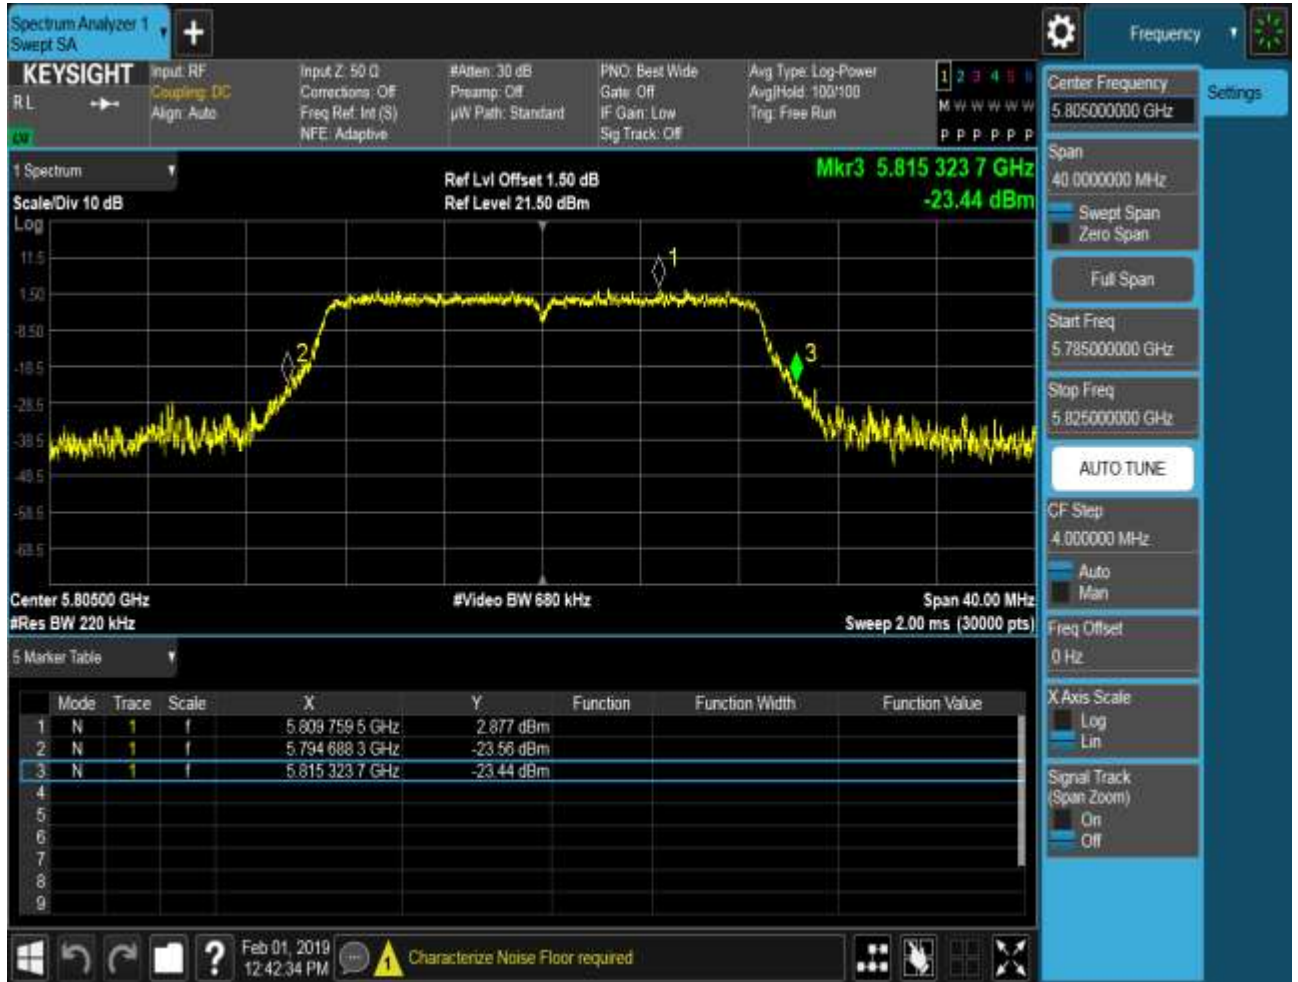 Spectrum Analyzer 1
Swept SA
+
Frequency
KEYSIGHT
RL
Input: RF
Coupling: DC
Align: Auto
Input Z: 50 Ω
Corrections: Off
Freq Ref: Int (S)
NFE: Adaptive
#Atten: 30 dB
Preamp: Off
µW Path: Standard
PNO: Best Wide
Gate: Off
IF Gain: Low
Sig Track: Off
Avg Type: Log-Power
Avg|Hold: 100/100
Trig: Free Run
1 2 3 4 5 6
M W W W W W
P P P P P P
1 Spectrum
Scale/Div 10 dB
Ref Lvl Offset 1.50 dB
Ref Level 21.50 dBm
Mkr3 5.815 323 7 GHz
-23.44 dBm
Log
11.5
1.50
-8.50
-18.5
-28.5
-38.5
-48.5
-58.5
-68.5
1
2
3
Center 5.80500 GHz
#Res BW 220 kHz
#Video BW 680 kHz
Span 40.00 MHz
Sweep 2.00 ms (30000 pts)
5 Marker Table
Mode Trace Scale X Y Function Function Width Function Value
1 N 1 f 5.809 759 5 GHz 2.877 dBm
2 N 1 f 5.794 688 3 GHz -23.56 dBm
3 N 1 f 5.815 323 7 GHz -23.44 dBm
4
5
6
7
8
9
Feb 01, 2019
12:42:34 PM
1
Characterize Noise Floor required
?
Center Frequency
5.805000000 GHz
Settings
Span
40.0000000 MHz
Swept Span
Zero Span
Full Span
Start Freq
5.785000000 GHz
Stop Freq
5.825000000 GHz
AUTO TUNE
CF Step
4.000000 MHz
Auto
Man
Freq Offset
0 Hz
X Axis Scale
Log
Lin
Signal Track
(Span Zoom)
On
Off